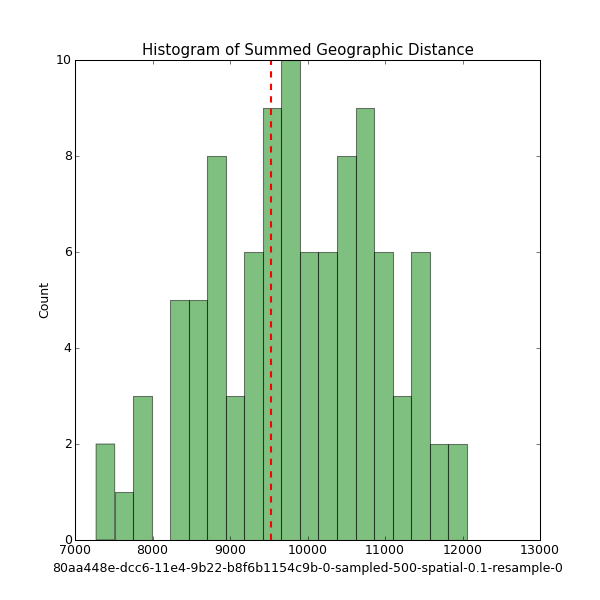 Histogram of Summed Geographic Distance
10
8
6
4
2
0
Count
7000 8000 9000 10000 11000 12000 13000
80aa448e-dcc6-11e4-9b22-b8f6b1154c9b-0-sampled-500-spatial-0.1-resample-0